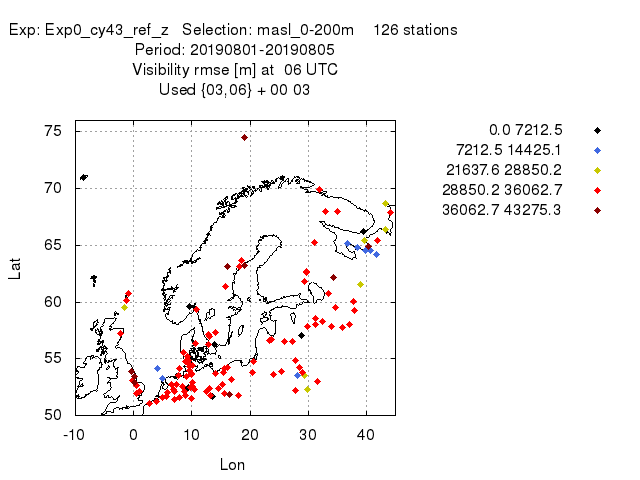 Exp: Exp0_cy43_ref_z Selection: masl_0-200m 126 stations
Period: 20190801-20190805
Visibility rmse [m] at 06 UTC
Used {03,06} + 00 03
0.0 7212.5
7212.5 14425.1
21637.6 28850.2
28850.2 36062.7
36062.7 43275.3
75
70
65
60
55
50
Lat
-10 0 10 20 30 40
Lon